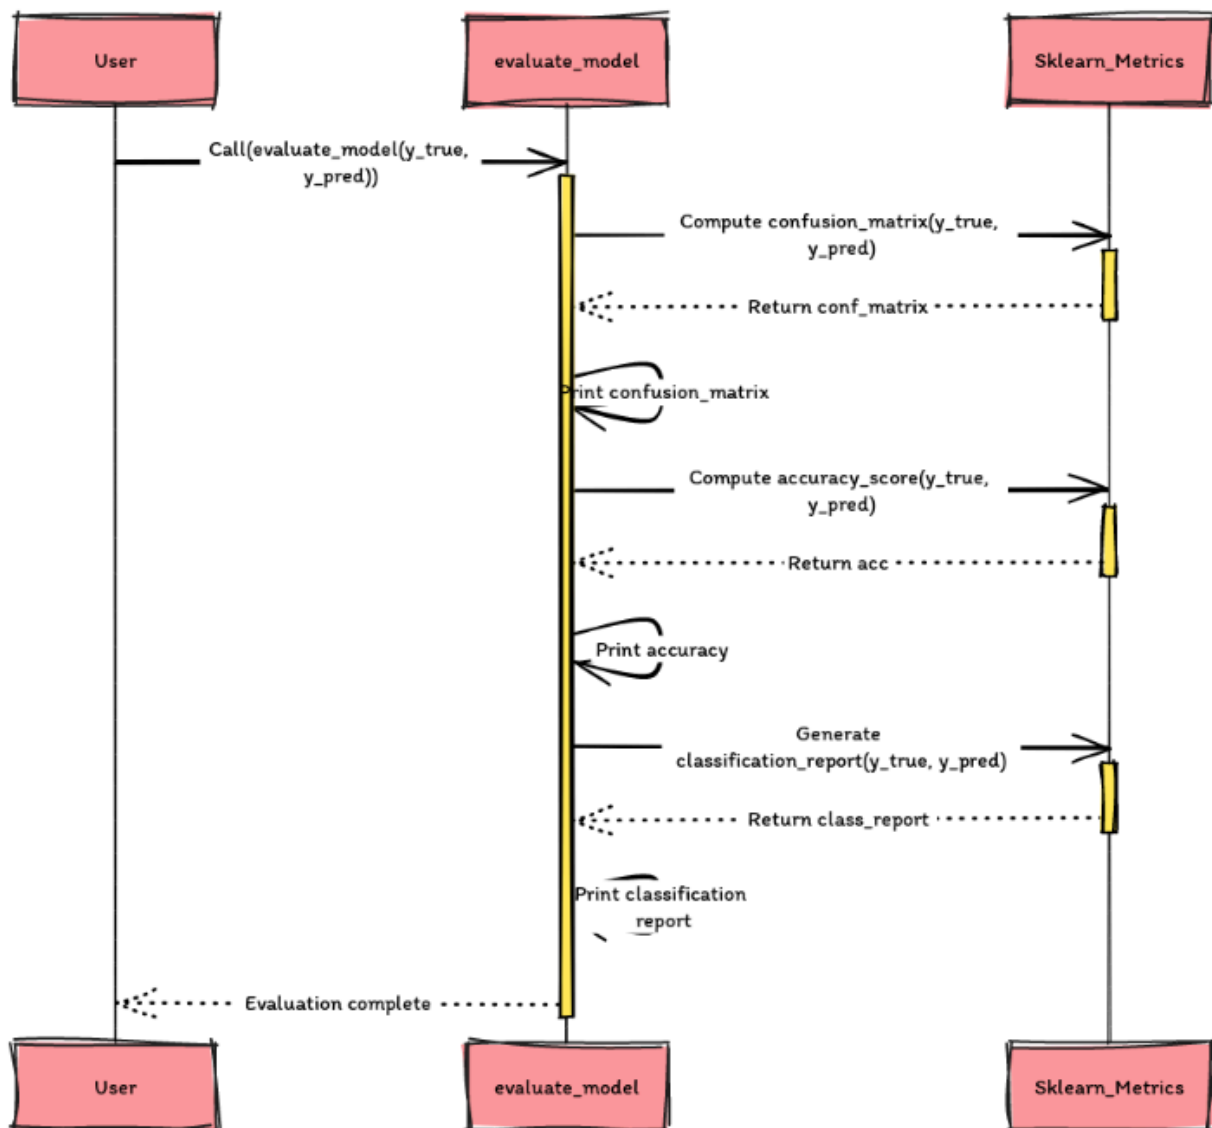 User
evaluate_model
Sklearn_Metrics
Call(evaluate_model(y_true,
y_pred))
Compute confusion_matrix(y_true,
y_pred)
Return conf_matrix
Print confusion_matrix
Compute accuracy_score(y_true,
y_pred)
Return acc
Print accuracy
Generate
classification_report(y_true, y_pred)
Return class_report
Print classification
report
Evaluation complete
User
evaluate_model
Sklearn_Metrics